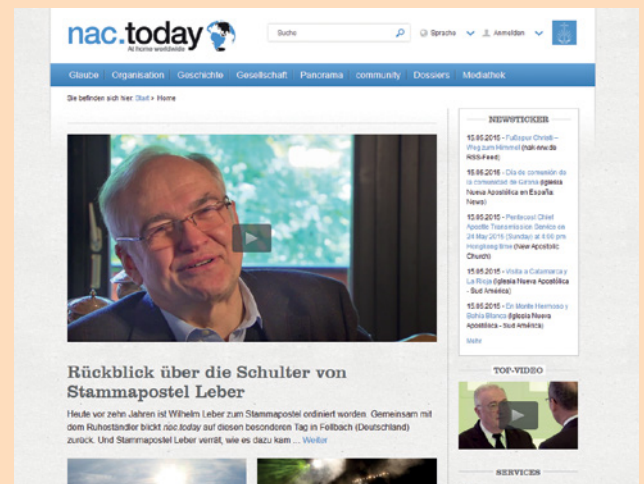 nac.today
At home worldwide
Suche
Sprache
Anmelden
Glaube Organisation Geschichte Gesellschaft Panorama community Dossiers Mediathek
Sie befinden sich hier: Start » Home
Rückblick über die Schulter von
Stammapostel Leber
Heute vor zehn Jahren ist Wilhelm Leber zum Stammapostel ordiniert worden. Gemeinsam mit
dem Ruheständler blickt nac.today auf diesen besonderen Tag in Fellbach (Deutschland)
zurück. Und Stammapostel Leber verrät, wie es dazu kam ... Weiter
NEWSTICKER
15.05.2015 - Fußspur Christi –
Weg zum Himmel (nak-nrw.de
RSS-Feed)
15.05.2015 - Día de comunión de
la comunidad de Girona (Iglesia
Nueva Apostólica en España:
News)
15.05.2015 - Pentecost Chief
Apostle Transmission Service on
24 May 2015 (Sunday) at 4:00 pm
Hongkong time (New Apostolic
Church)
15.05.2015 - Visita a Catamarca y
La Rioja (Iglesia Nueva Apostólica
- Sud América)
15.05.2015 - En Monte Hermoso y
Bahía Blanca (Iglesia Nueva
Apostólica - Sud América)
Mehr
TOP-VIDEO
SERVICES